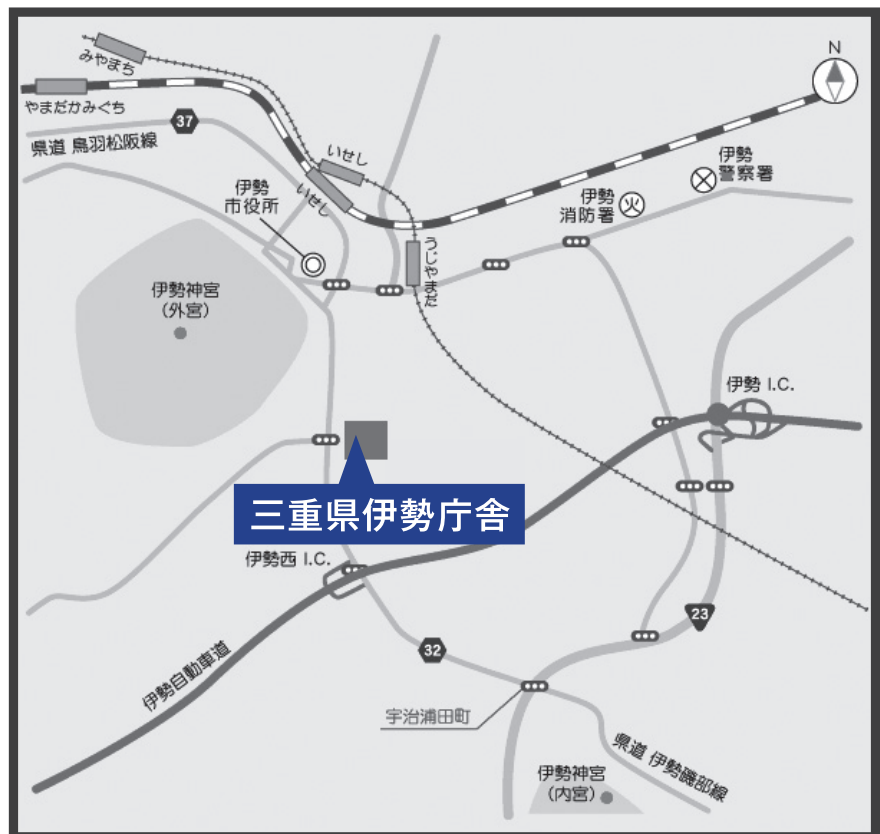 みやまち
N
やまだかみぐち
37
県道 鳥羽松阪線
いせし
いせし
伊勢
警察署
伊勢
消防署
火
伊勢
市役所
うじやまだ
伊勢神宮
(外宮)
伊勢 I.C.
三重県伊勢庁舎
伊勢西 I.C.
23
32
伊勢自動車道
宇治浦田町
県道 伊勢磯部線
伊勢神宮
(内宮)